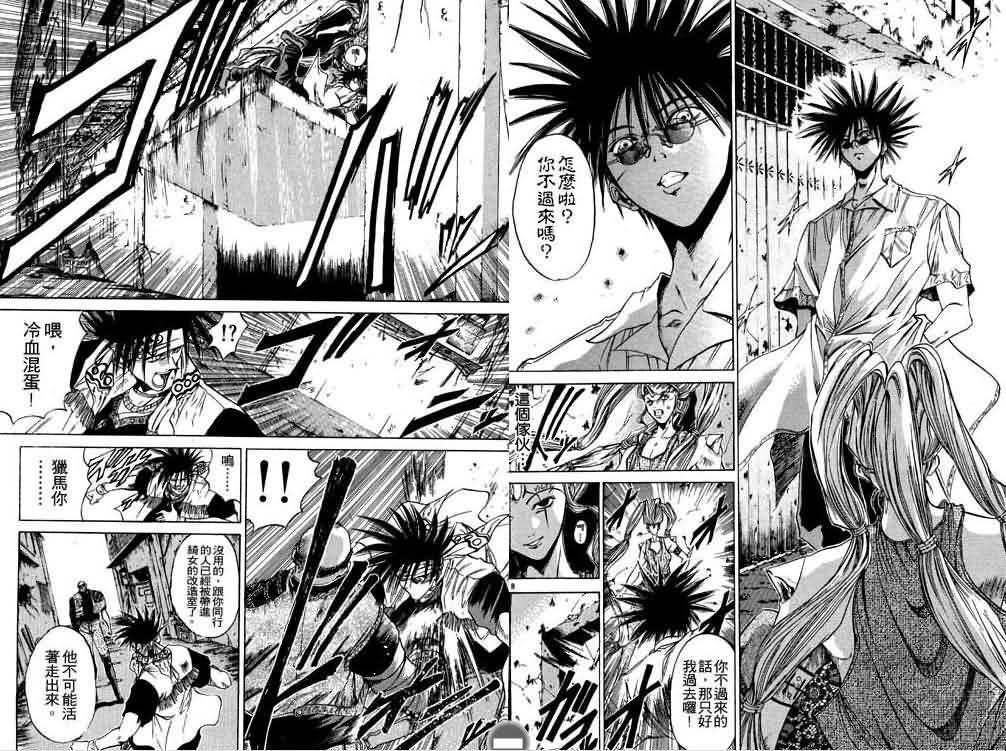 怎麼啦？
你不過來嗎？
這個傢伙…
你不過來的
話，那只好
我過去囉！
!?
喂，
冷血混蛋！
!!
嗚……
獵馬你
………
沒用的，跟你同行
的人已經被帶進
綺女的改造室了。
他不可能活
著走出來。